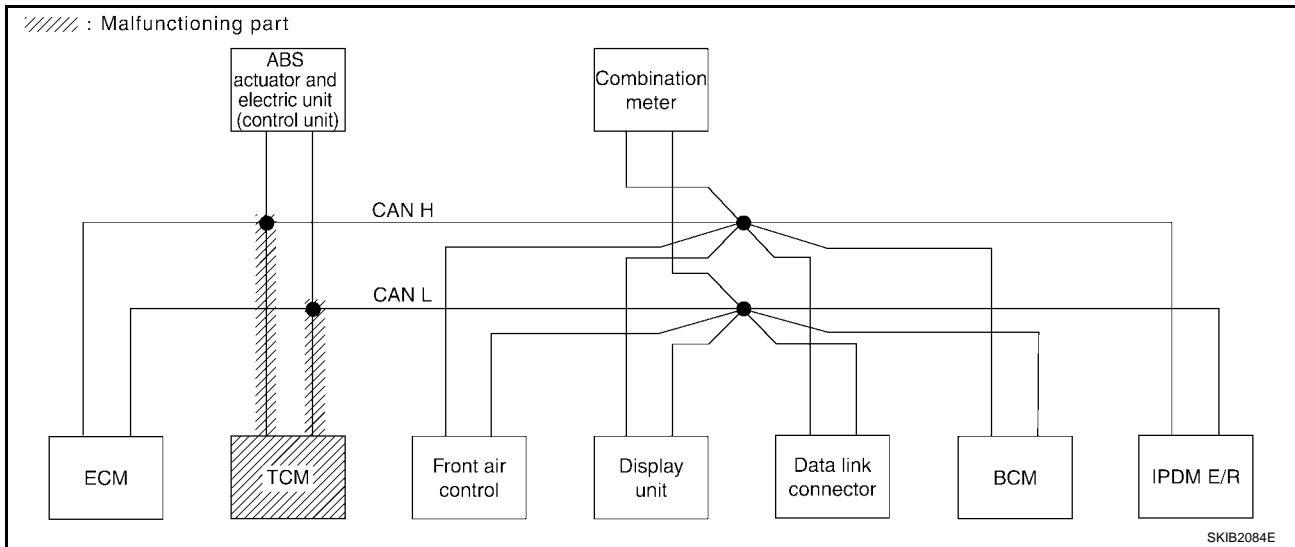 : Malfunctioning part
ABS
actuator and
electric unit
(control unit)
Combination
meter
CAN H
CAN L
ECM
TCM
Front air
control
Display
unit
Data link
connector
BCM
IPDM E/R
SKIB2084E